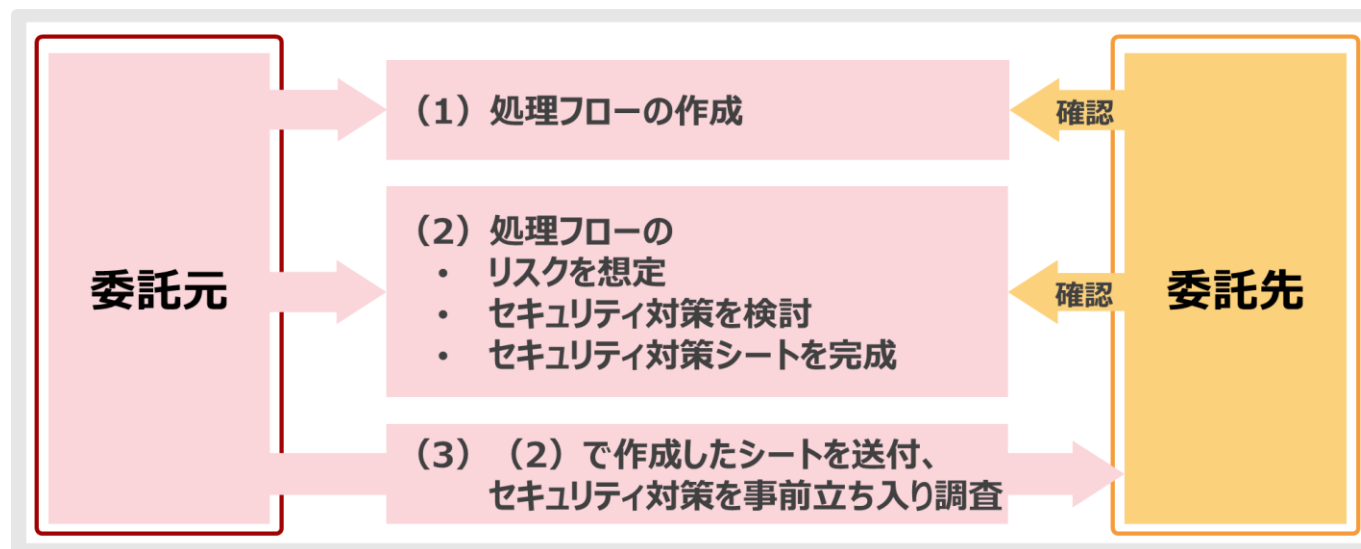 委託元
(1)処理フローの作成
確認
(2)処理フローの
・ リスクを想定
・ セキュリティ対策を検討
・ セキュリティ対策シートを完成
確認
(3) (2)で作成したシートを送付、
セキュリティ対策を事前立ち入り調査
委託先